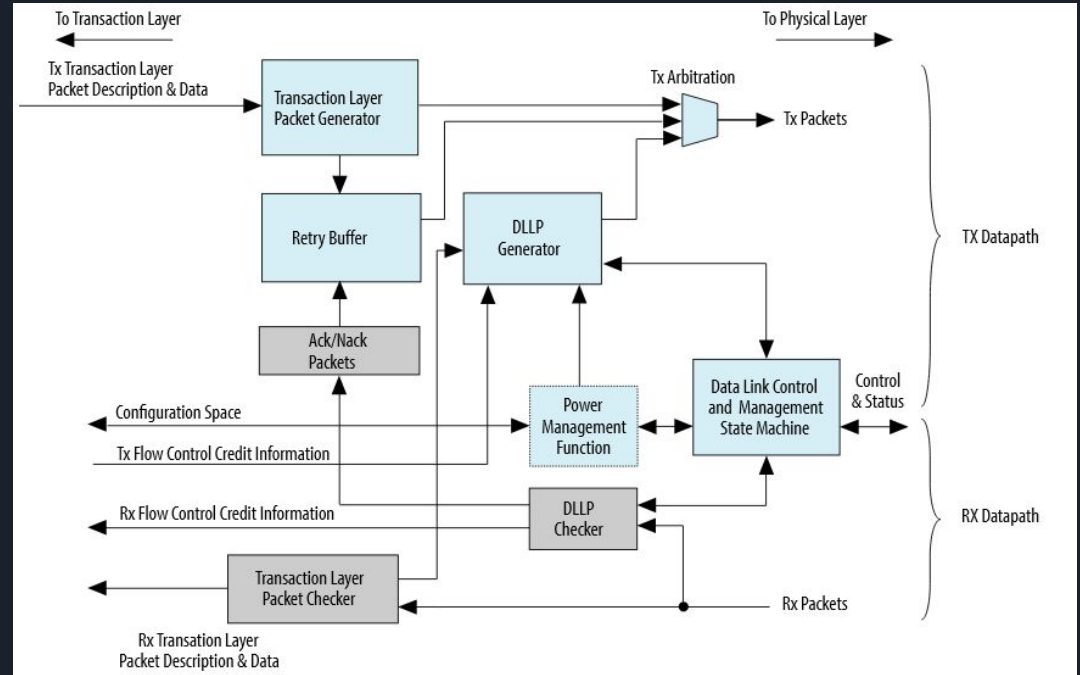 To Transaction Layer
To Physical Layer
Tx Transaction Layer
Packet Description & Data
Transaction Layer
Packet Generator
Tx Arbitration
Tx Packets
Retry Buffer
DLLP
Generator
TX Datapath
Ack/Nack
Packets
Configuration Space
Power
Management
Function
Data Link Control
and Management
State Machine
Control
& Status
Tx Flow Control Credit Information
Rx Flow Control Credit Information
DLLP
Checker
RX Datapath
Transaction Layer
Packet Checker
Rx Packets
Rx Transation Layer
Packet Description & Data